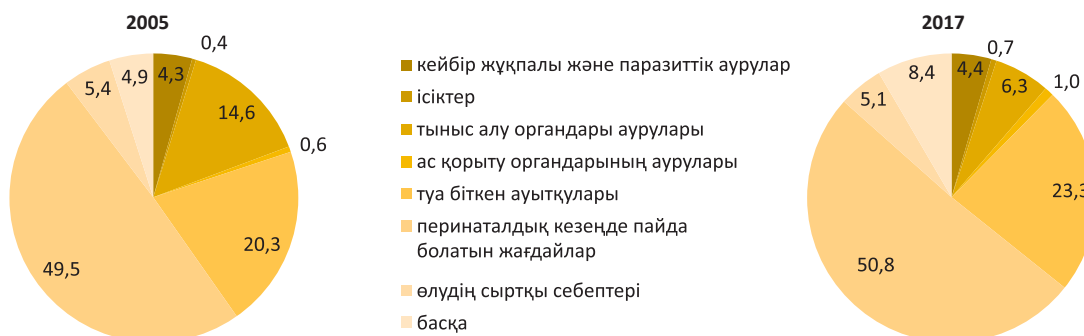 2005
0,4
4,3
4,9
5,4
14,6
0,6
20,3
49,5
кейбір жұқпалы және паразиттік аурулар
ісіктер
тыныс алу органдары аурулары
ас қорыту органдарының аурулары
туа біткен ауытқулары
перинаталдық кезеңде пайда
болатын жағдайлар
өлудің сыртқы себептері
басқа
2017
0,7
4,4
8,4
6,3
1,0
5,1
23,3
50,8